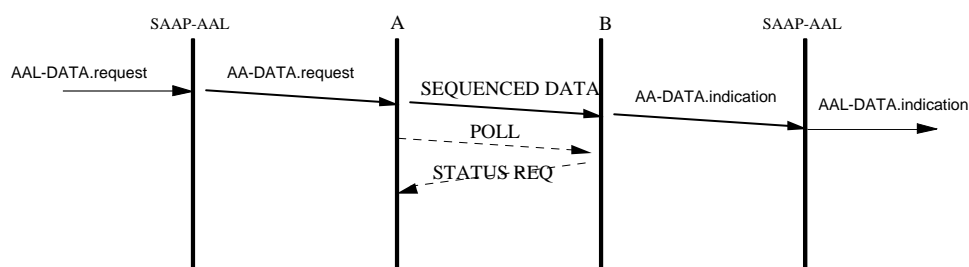 SAAP-AAL
A
B
SAAP-AAL
AAL-DATA.request
AA-DATA.request
SEQUENCED DATA
AA-DATA.indication
AAL-DATA.indication
POLL
STATUS REQ